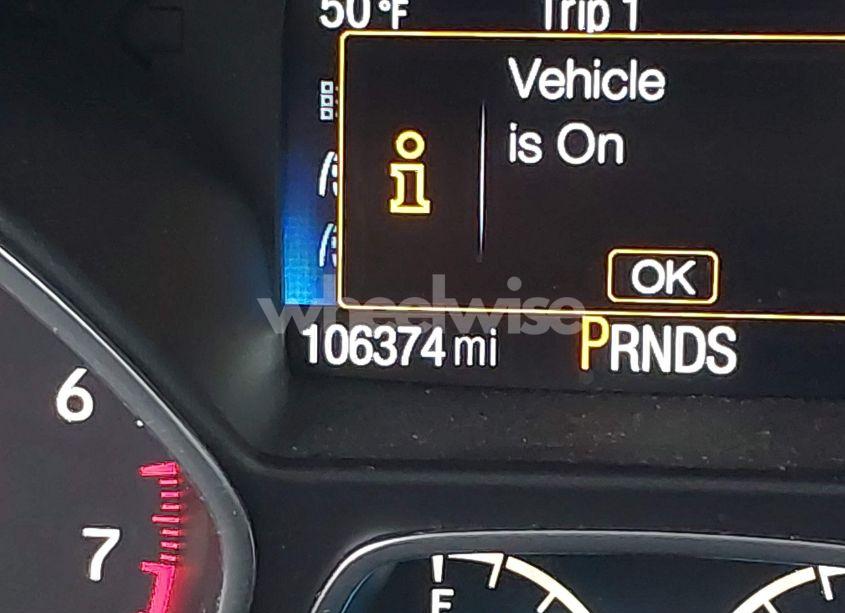 50°F Trip 1
Vehicle
is On
i
OK
wheelwise
106374 mi PRNDS
6
7
F